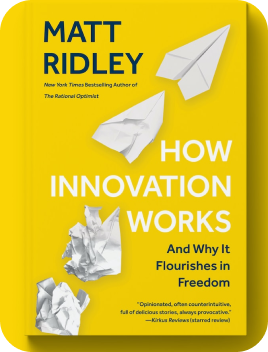 MATT
RIDLEY
New York Times Bestselling Author of
The Rational Optimist
HOW
INNOVATION
WORKS
And Why It
Flourishes in
Freedom
"Opinionated, often counterintuitive,
full of delicious stories, always provocative."
—Kirkus Reviews (starred review)